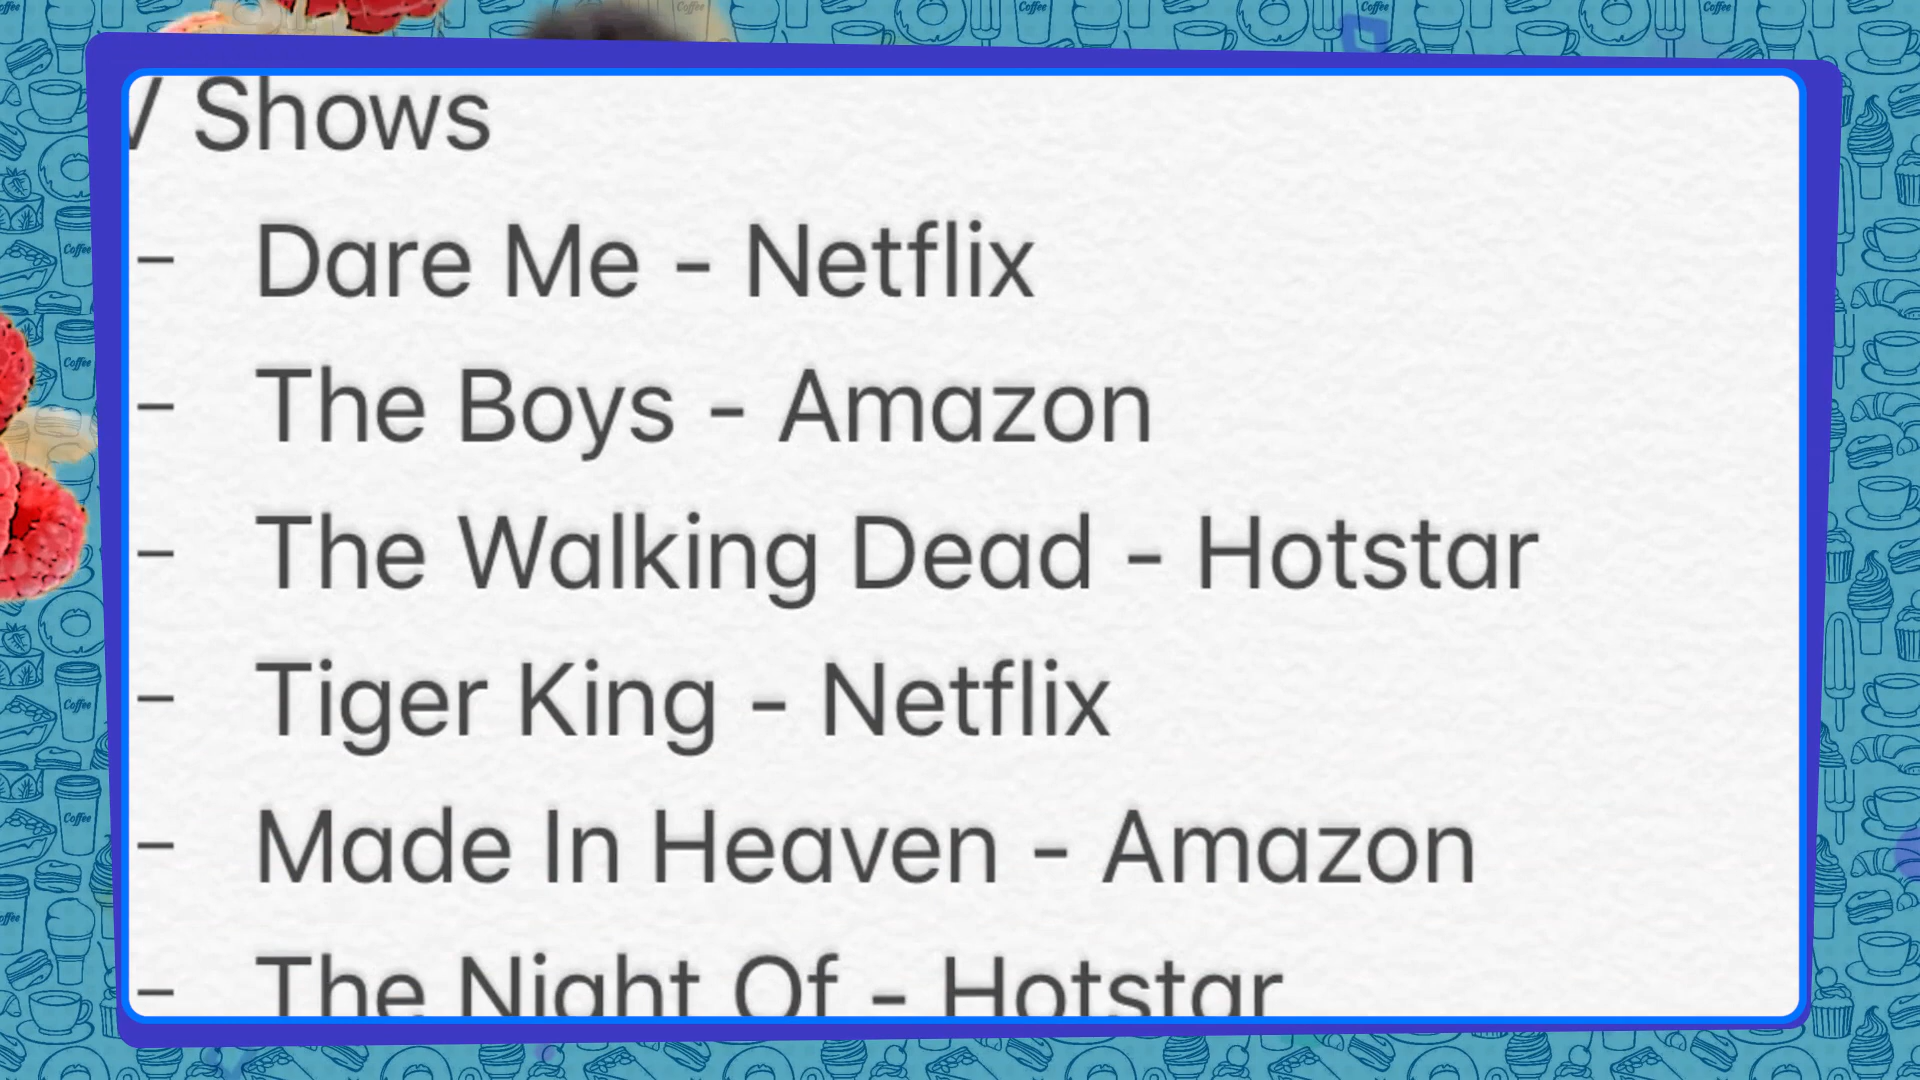 V Shows
- Dare Me - Netflix
- The Boys - Amazon
- The Walking Dead - Hotstar
- Tiger King - Netflix
- Made In Heaven - Amazon
- The Night Of - Hotstar